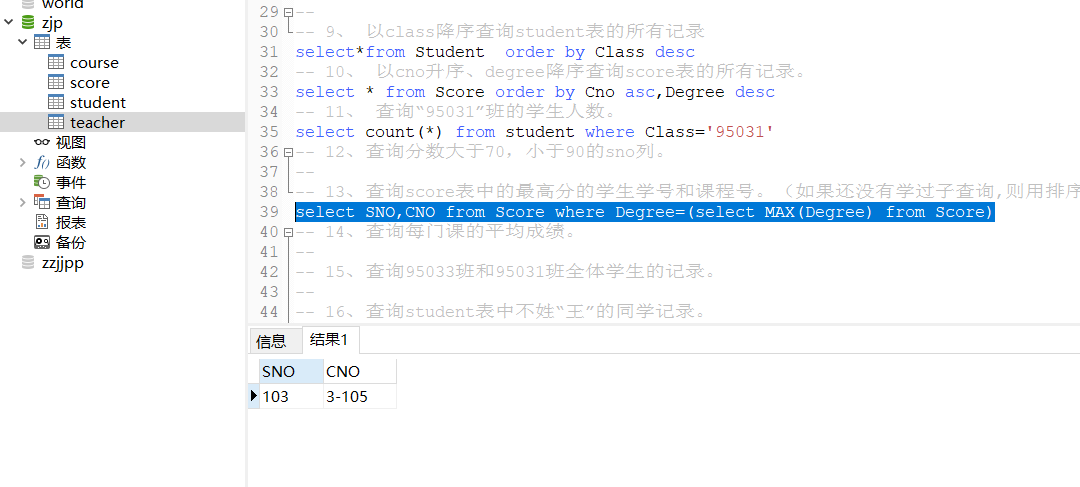 world
zjp
表
course
score
student
teacher
视图
函数
事件
查询
报表
备份
zzjjpp
29 --
30 -- 9、 以class降序查询student表的所有记录
31 select*from Student  order by Class desc
32 -- 10、 以cno升序、degree降序查询score表的所有记录。
33 select * from Score order by Cno asc,Degree desc
34 -- 11、 查询“95031”班的学生人数。
35 select count(*) from student where Class='95031'
36 -- 12、查询分数大于70，小于90的sno列。
37 --
38 -- 13、查询score表中的最高分的学生学号和课程号。（如果还没有学过子查询,则用排序
39 select SNO,CNO from Score where Degree=(select MAX(Degree) from Score)
40 -- 14、查询每门课的平均成绩。
41 --
42 -- 15、查询95033班和95031班全体学生的记录。
43 --
44 -- 16、查询student表中不姓“王”的同学记录。
信息 结果1
SNO CNO
103 3-105